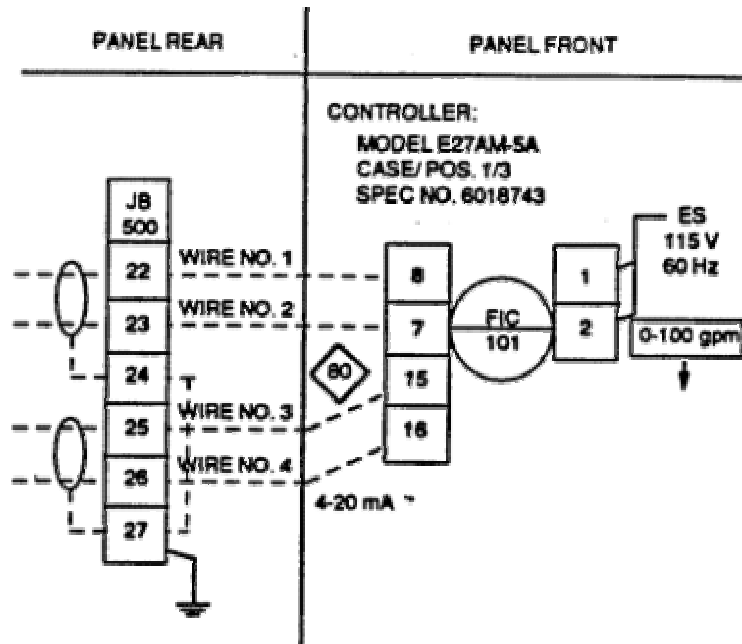 PANEL REAR
PANEL FRONT
CONTROLLER:
MODEL E27AM-5A
CASE/ POS. 1/3
SPEC NO. 6018743
JB
500
22
23
24
25
26
27
WIRE NO. 1
WIRE NO. 2
WIRE NO. 3
WIRE NO. 4
80
4-20 mA
8
7
15
16
FIC
101
1
2
ES
115 V
60 Hz
0-100 gpm